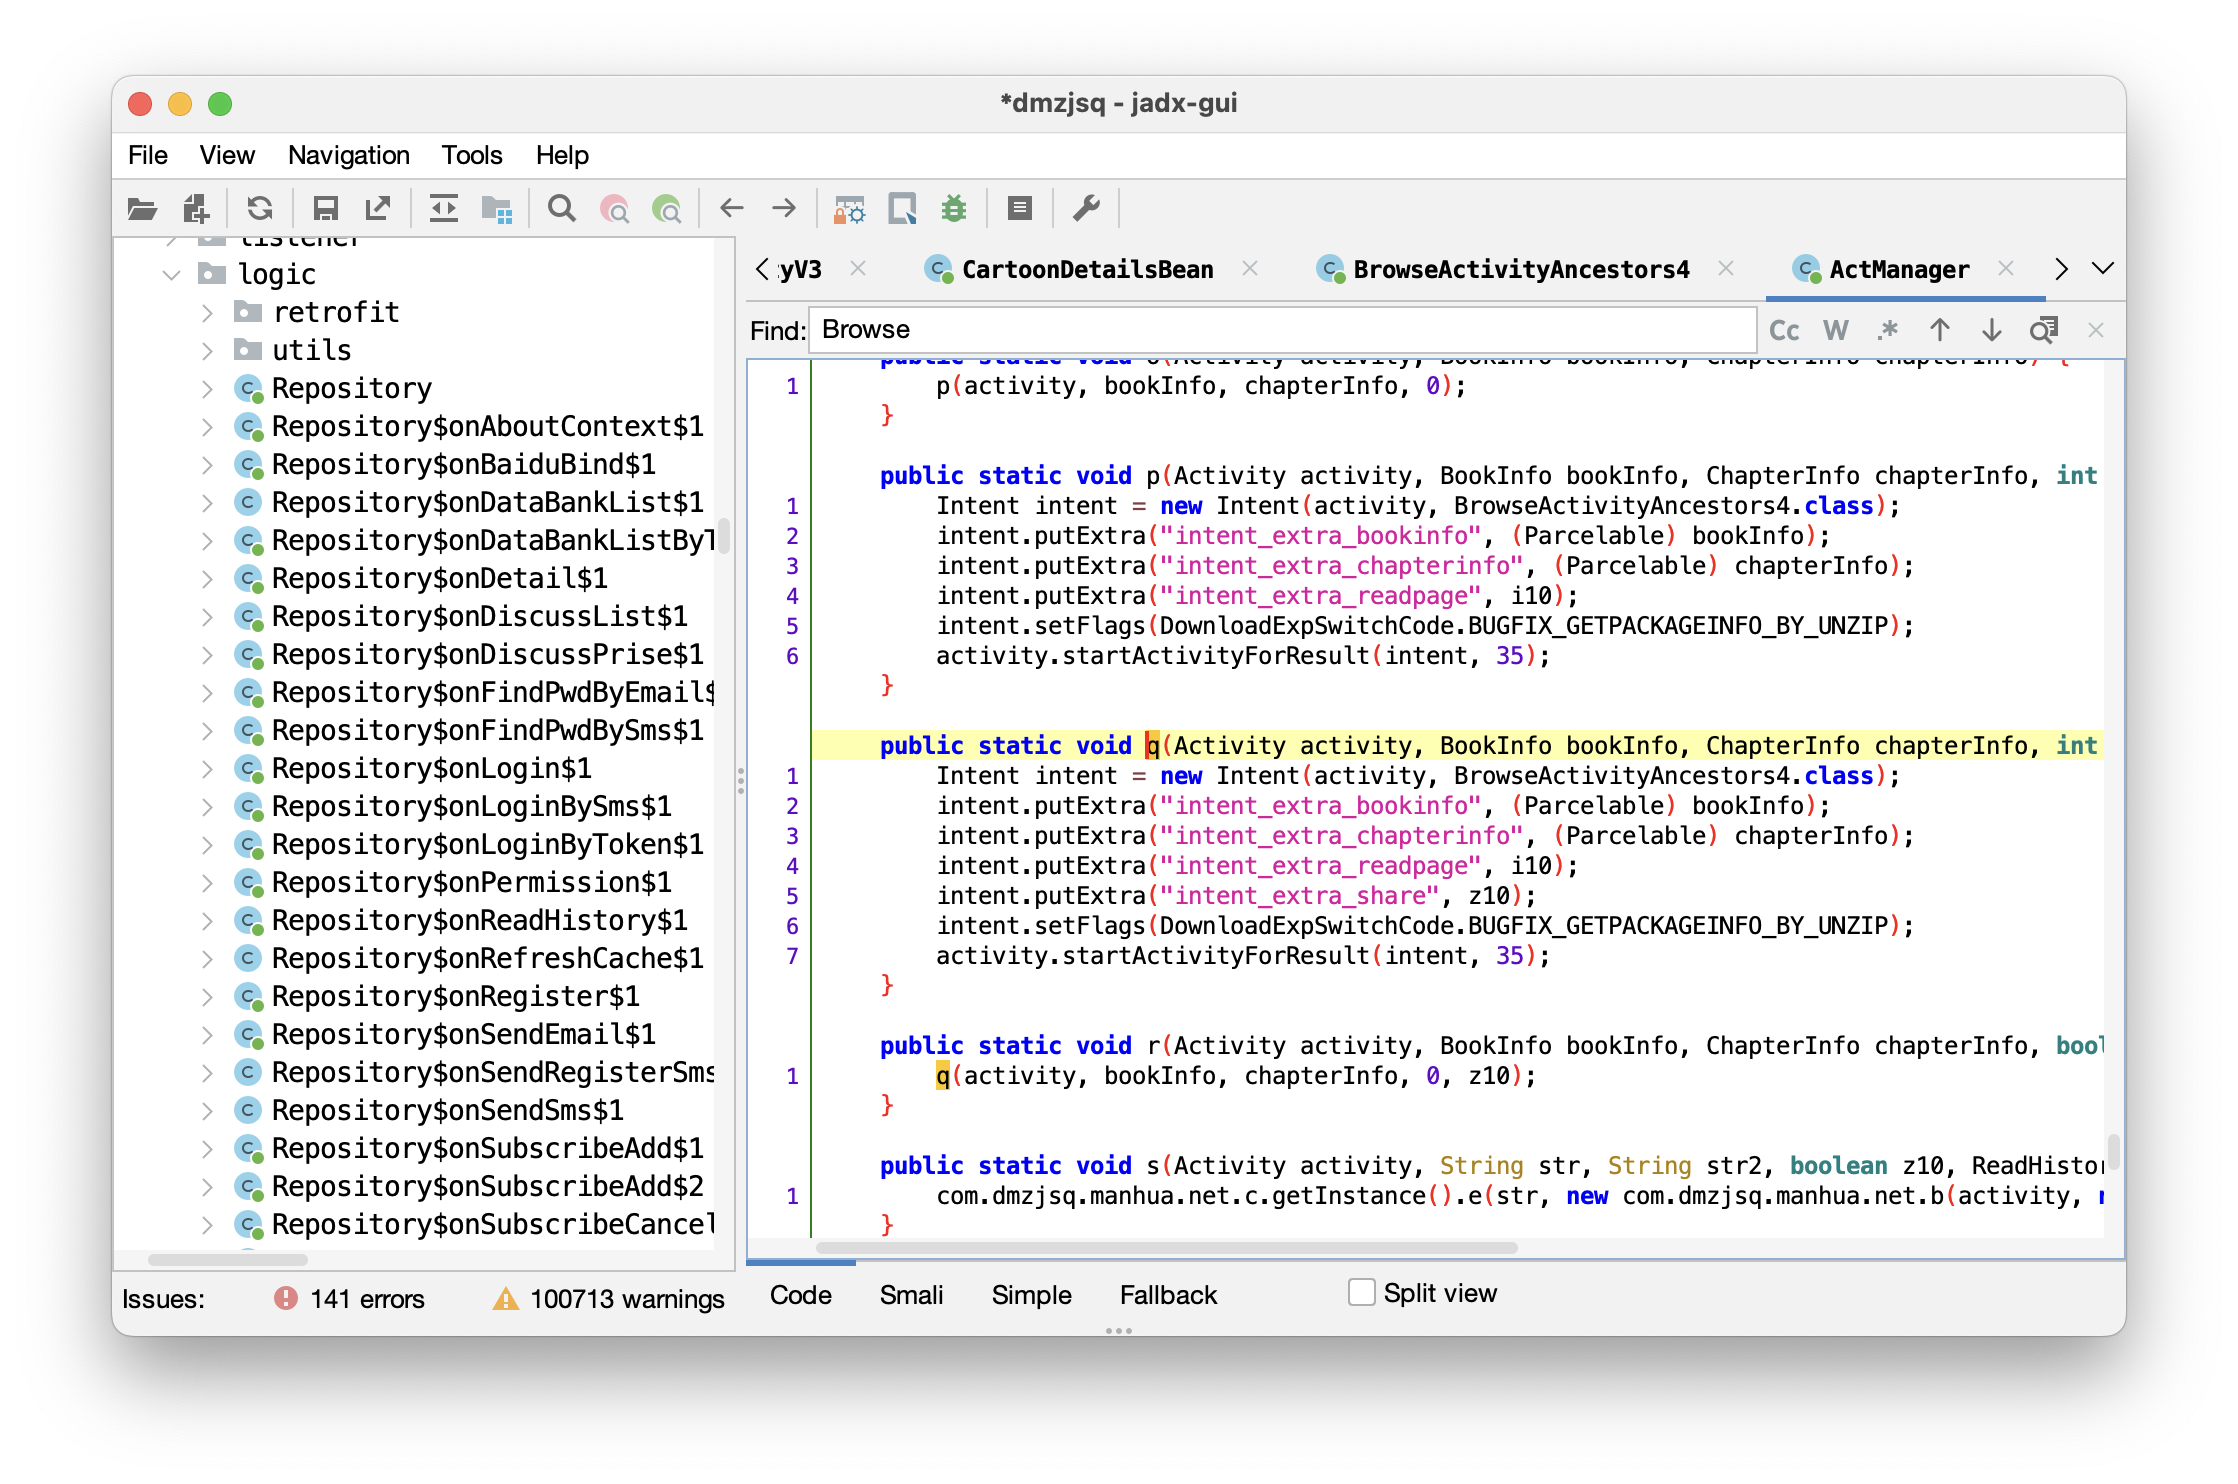 *dmzjsq - jadx-gui
File View Navigation Tools Help
listener
logic
retrofit
utils
Repository
Repository$onAboutContext$1
Repository$onBaiduBind$1
Repository$onDataBankList$1
Repository$onDataBankListByT
Repository$onDetail$1
Repository$onDiscussList$1
Repository$onDiscussPrise$1
Repository$onFindPwdByEmail$
Repository$onFindPwdBySms$1
Repository$onLogin$1
Repository$onLoginBySms$1
Repository$onLoginByToken$1
Repository$onPermission$1
Repository$onReadHistory$1
Repository$onRefreshCache$1
Repository$onRegister$1
Repository$onSendEmail$1
Repository$onSendRegisterSms
Repository$onSendSms$1
Repository$onSubscribeAdd$1
Repository$onSubscribeAdd$2
Repository$onSubscribeCancel
Issues: 141 errors 100713 warnings
yV3 CartoonDetailsBean BrowseActivityAncestors4 ActManager
Find: Browse Cc W .*
public static void o(Activity activity, BookInfo bookInfo, ChapterInfo chapterInfo) {
1 p(activity, bookInfo, chapterInfo, 0);
}
public static void p(Activity activity, BookInfo bookInfo, ChapterInfo chapterInfo, int
1 Intent intent = new Intent(activity, BrowseActivityAncestors4.class);
2 intent.putExtra("intent_extra_bookinfo", (Parcelable) bookInfo);
3 intent.putExtra("intent_extra_chapterinfo", (Parcelable) chapterInfo);
4 intent.putExtra("intent_extra_readpage", i10);
5 intent.setFlags(DownloadExpSwitchCode.BUGFIX_GETPACKAGEINFO_BY_UNZIP);
6 activity.startActivityForResult(intent, 35);
}
public static void q(Activity activity, BookInfo bookInfo, ChapterInfo chapterInfo, int
1 Intent intent = new Intent(activity, BrowseActivityAncestors4.class);
2 intent.putExtra("intent_extra_bookinfo", (Parcelable) bookInfo);
3 intent.putExtra("intent_extra_chapterinfo", (Parcelable) chapterInfo);
4 intent.putExtra("intent_extra_readpage", i10);
5 intent.putExtra("intent_extra_share", z10);
6 intent.setFlags(DownloadExpSwitchCode.BUGFIX_GETPACKAGEINFO_BY_UNZIP);
7 activity.startActivityForResult(intent, 35);
}
public static void r(Activity activity, BookInfo bookInfo, ChapterInfo chapterInfo, bool
1 q(activity, bookInfo, chapterInfo, 0, z10);
}
public static void s(Activity activity, String str, String str2, boolean z10, ReadHistor
1 com.dmzjsq.manhua.net.c.getInstance().e(str, new com.dmzjsq.manhua.net.b(activity,
}
Code Smali Simple Fallback Split view